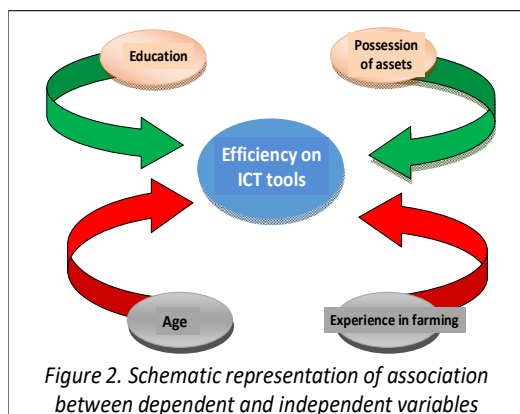 Education
Possession
of assets
Efficiency on
ICT tools
Age
Experience in farming
Figure 2. Schematic representation of association
between dependent and independent variables